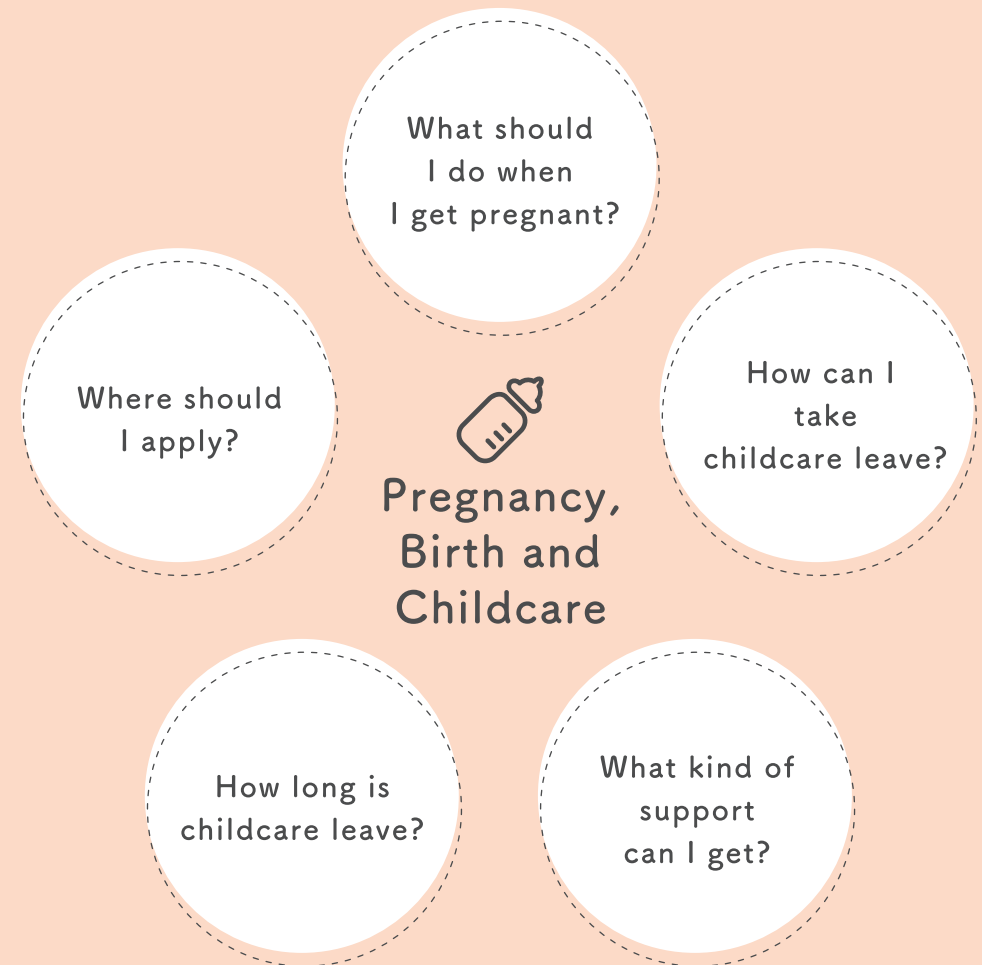 What should
I do when
I get pregnant?
Where should
I apply?
How can I
take
childcare leave?
Pregnancy,
Birth and
Childcare
How long is
childcare leave?
What kind of
support
can I get?